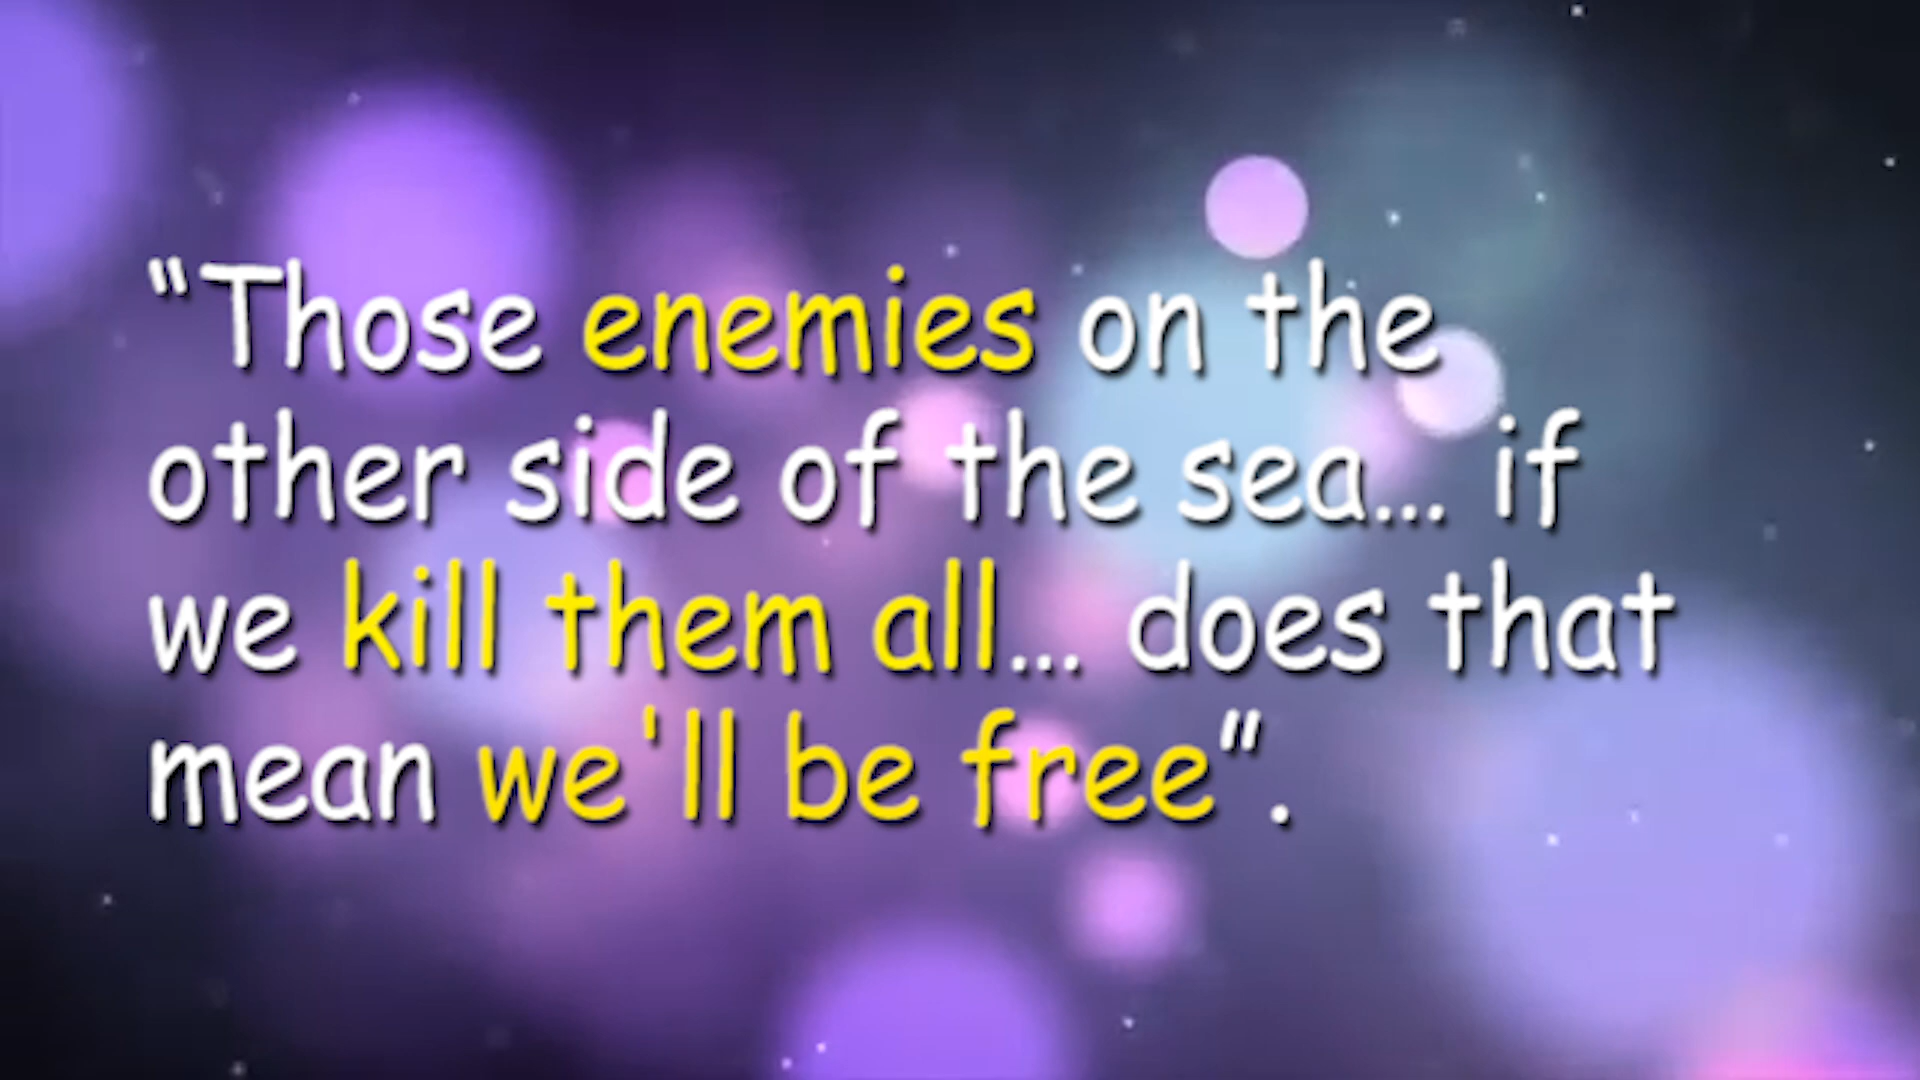 “Those enemies on the
other side of the sea... if
we kill them all... does that
mean we'll be free”.